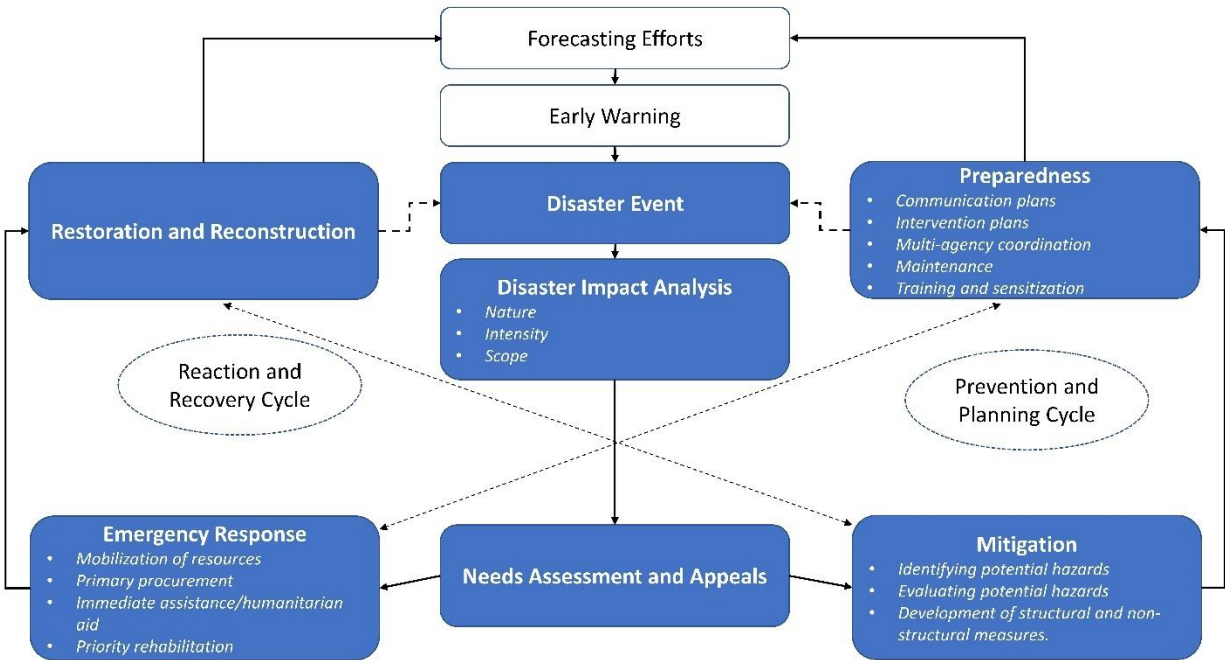 Forecasting Efforts
Early Warning
Disaster Event
Restoration and Reconstruction
Preparedness
• Communication plans
• Intervention plans
• Multi-agency coordination
• Maintenance
• Training and sensitization
Disaster Impact Analysis
• Nature
• Intensity
• Scope
Reaction and
Recovery Cycle
Prevention and
Planning Cycle
Emergency Response
• Mobilization of resources
• Primary procurement
• Immediate assistance/humanitarian
aid
• Priority rehabilitation
Needs Assessment and Appeals
Mitigation
• Identifying potential hazards
• Evaluating potential hazards
• Development of structural and non-
structural measures.